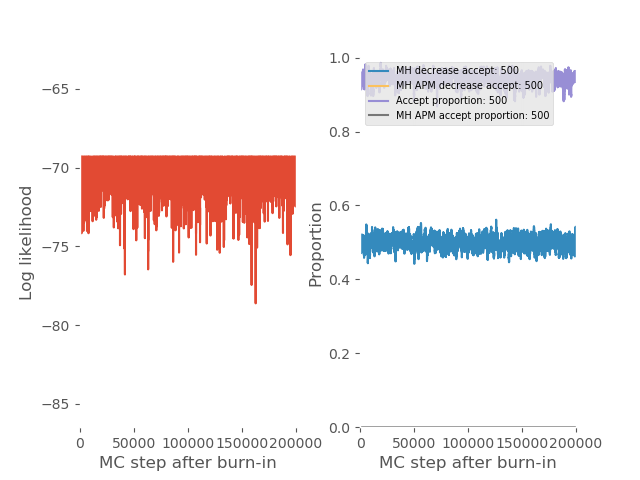 −65
−70
−75
−80
−85
Log likelihood
0 50000 100000 150000 200000
MC step after burn-in
1.0
0.8
0.6
0.4
0.2
0.0
Proportion
MH decrease accept: 500
MH APM decrease accept: 500
Accept proportion: 500
MH APM accept proportion: 500
0 50000 100000 150000 200000
MC step after burn-in